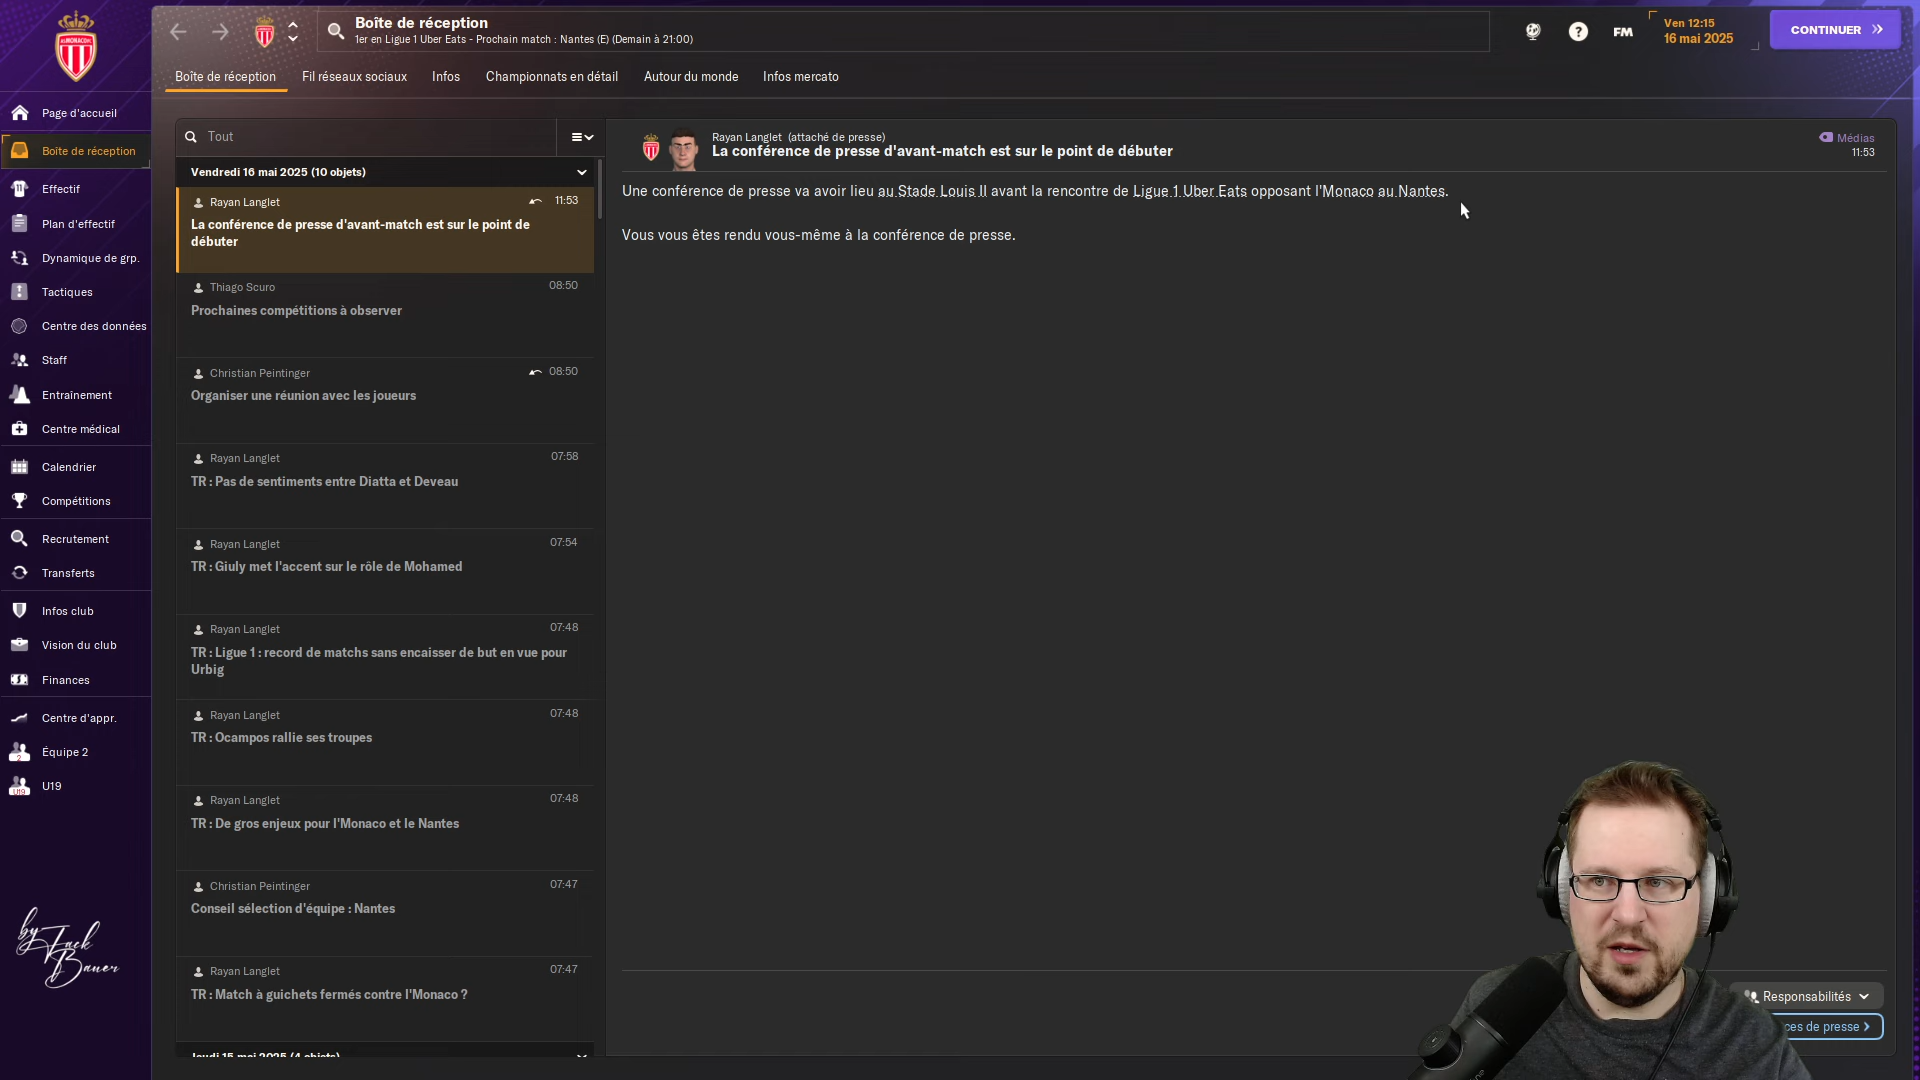 Boîte de réception
1er en Ligue 1 Uber Eats - Prochain match : Nantes (E) (Demain à 21:00)
FM
Ven 12:15
16 mai 2025
CONTINUER
Boîte de réception
Fil réseaux sociaux
Infos
Championnats en détail
Autour du monde
Infos mercato
Page d'accueil
Boîte de réception
Effectif
Plan d'effectif
Dynamique de grp.
Tactiques
Centre des données
Staff
Entraînement
Centre médical
Calendrier
Compétitions
Recrutement
Transferts
Infos club
Vision du club
Finances
Centre d'appr.
Équipe 2
U19
by Jack
Bauer
Tout
Vendredi 16 mai 2025 (10 objets)
Rayan Langlet 11:53
La conférence de presse d'avant-match est sur le point de
débuter
Thiago Scuro 08:50
Prochaines compétitions à observer
Christian Peintinger 08:50
Organiser une réunion avec les joueurs
Rayan Langlet 07:58
TR : Pas de sentiments entre Diatta et Deveau
Rayan Langlet 07:54
TR : Giuly met l'accent sur le rôle de Mohamed
Rayan Langlet 07:48
TR : Ligue 1 : record de matchs sans encaisser de but en vue pour
Urbig
Rayan Langlet 07:48
TR : Ocampos rallie ses troupes
Rayan Langlet 07:48
TR : De gros enjeux pour l'Monaco et le Nantes
Christian Peintinger 07:47
Conseil sélection d'équipe : Nantes
Rayan Langlet 07:47
TR : Match à guichets fermés contre l'Monaco ?
Jeudi 15 mai 2025 (4 objets)
Rayan Langlet (attaché de presse)
La conférence de presse d'avant-match est sur le point de débuter
Médias
11:53
Une conférence de presse va avoir lieu au Stade Louis II avant la rencontre de Ligue 1 Uber Eats opposant l'Monaco au Nantes.
Vous vous êtes rendu vous-même à la conférence de presse.
Responsabilités
ces de presse